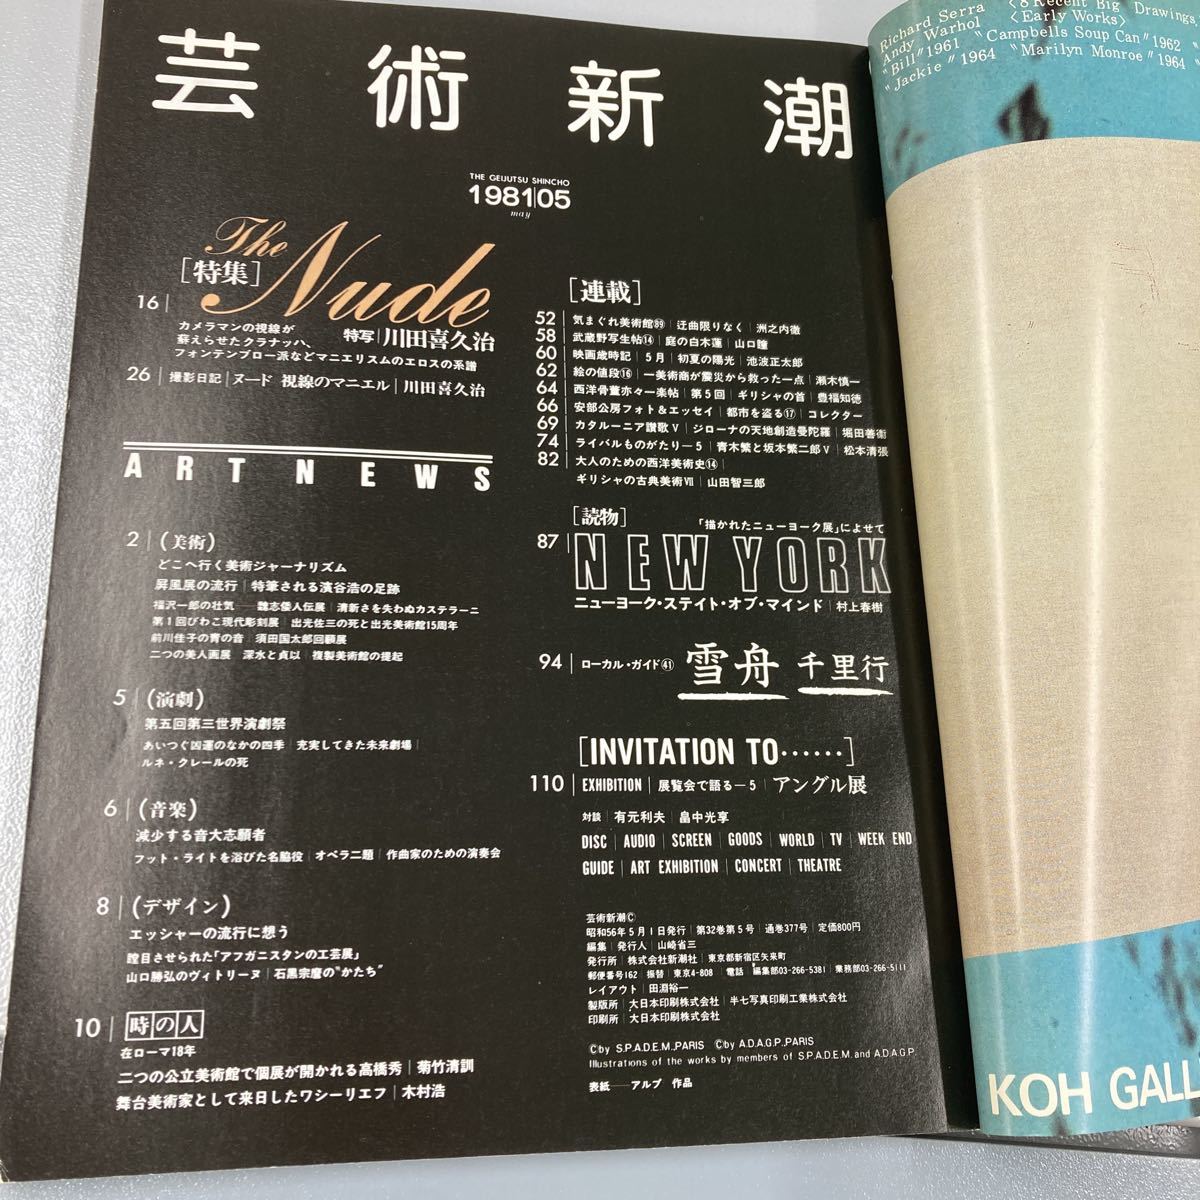 芸術新潮
THE GEIJUTSU SHINCHO
1981|05
may
The Nude
[特集]
16
カメラマンの視線が
蘇えらせたクラナッハ、
フォンテンブロー派などマニエリスムのエロスの系譜
特写|川田喜久治
26|撮影日記|ヌード 視線のマニエル|川田喜久治
ART NEWS
2|(美術)
どこへ行く美術ジャーナリズム
屏風展の流行|特筆される濱谷浩の足跡
福沢一郎の壮気──魏志倭人伝展|清新さを失わぬカステラーニ
第1回びわこ現代彫刻展|出光佐三の死と出光美術館15周年
前川佳子の青の音|須田国太郎回顧展
二つの美人画展 深水と貞以|複製美術館の提起
5|(演劇)
第五回第三世界演劇祭
あいつぐ凶運のなかの四季|充実してきた未来劇場|
ルネ・クレールの死
6|(音楽)
減少する音大志願者
フット・ライトを浴びた名脇役|オペラ二題|作曲家のための演奏会
8|(デザイン)
エッシャーの流行に想う
瞠目させられた「アフガニスタンの工芸展」
山口勝弘のヴィトリーヌ|石黒宗麿の"かたち"
10|時の人
在ローマ18年
二つの公立美術館で個展が開かれる高橋秀|菊竹清訓
舞台美術家として来日したワシーリエフ|木村浩
[連載]
52|気まぐれ美術館㊴|迂曲限りなく|洲之内徹
58|武蔵野写生帖⑭|庭の白木蓮|山口瞳
60|映画歳時記|5月|初夏の陽光|池波正太郎
62|絵の値段⑯|一美術商が震災から救った一点|瀬木慎一
64|西洋骨董亦々一楽帖|第5回|ギリシャの首|豊福知徳
66|安部公房フォト&エッセイ|都市を盗る⑰|コレクター
69|カタルーニア讃歌V|ジローナの天地創造曼陀羅|堀田善衞
74|ライバルものがたり―5|青木繁と坂本繁二郎V|松本清張
82|大人のための西洋美術史⑭|
ギリシャの古典美術VII|山田智三郎
[読物]
「描かれたニューヨーク展」によせて
87|NEW YORK
ニューヨーク・ステイト・オブ・マインド|村上春樹
94|ローカル・ガイド㊶|雪舟 千里行
[INVITATION TO……]
110|EXHIBITION|展覧会で語る―5|アングル展
対談|有元利夫|畠中光享
DISC|AUDIO|SCREEN|GOODS|WORLD|TV|WEEK END
GUIDE|ART EXHIBITION|CONCERT|THEATRE
芸術新潮Ⓒ
昭和56年5月1日発行|第32巻第5号|通巻377号|定価800円
編集|発行人|山崎省三
発行所|株式会社新潮社|東京都新宿区矢来町
郵便番号162|振替|東京4-808|電話|編集部03-266-5381|業務部03-266-5111
レイアウト|田淵裕一
製版所|大日本印刷株式会社|半七写真印刷工業株式会社
印刷所|大日本印刷株式会社
Ⓒby S.P.A.D.E.M.,PARIS Ⓒby A.D.A.G.P.,PARIS
Illustrations of the works by members of S.P.A.D.E.M. and A.D.A.G.P.
表紙──アルプ 作品
Richard Serra 〈8 Recent Big Drawings,
Andy Warhol 〈Early Works〉
"Bill"1961 "Campbells Soup Can"1962
"Jackie"1964 "Marilyn Monroe"1964
KOH GALL